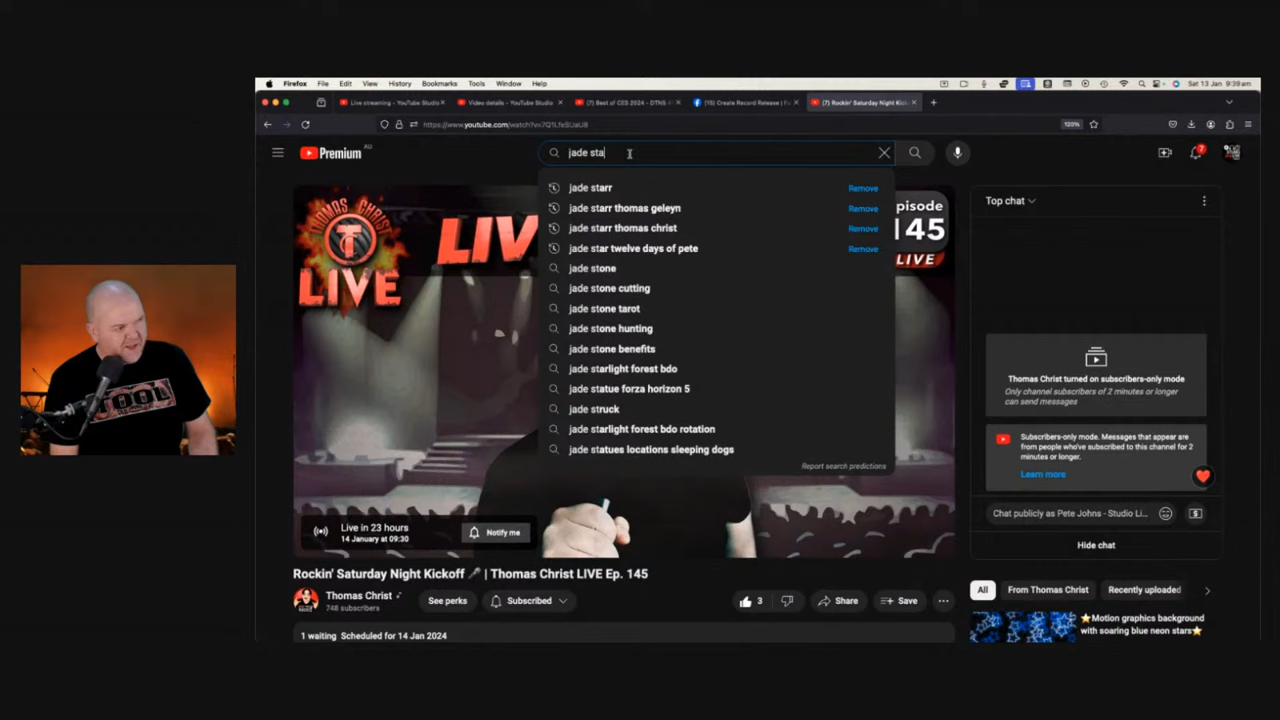 Firefox File Edit View History Bookmarks Tools Window Help
Sat 13 Jan 9:39am
Live streaming - YouTube Studio
Video details - YouTube Studio
(7) Best of CES 2024 - DTNS
(15) Create Record Release |
(7) Rockin' Saturday Night Kick
120%
Premium AU
jade sta
7
jade starr Remove
jade starr thomas geleyn Remove
jade starr thomas christ Remove
jade star twelve days of pete Remove
jade stone
jade stone cutting
jade stone tarot
jade stone hunting
jade stone benefits
jade starlight forest bdo
jade statue forza horizon 5
jade struck
jade starlight forest bdo rotation
jade statues locations sleeping dogs
Report search predictions
THOMAS CHRIST
T
LIVE
LIV
pisode
145
LIVE
Live in 23 hours
14 January at 09:30
Notify me
Top chat
Thomas Christ turned on subscribers-only mode
Only channel subscribers of 2 minutes or longer
can send messages
Subscribers-only mode. Messages that appear are
from people who've subscribed to this channel for 2
minutes or longer.
Learn more
Chat publicly as Pete Johns - Studio Li...
Hide chat
TOOL
Rockin' Saturday Night Kickoff 🎤 | Thomas Christ LIVE Ep. 145
Thomas Christ
748 subscribers
See perks
Subscribed
3
Share
Save
1 waiting Scheduled for 14 Jan 2024
All
From Thomas Christ
Recently uploaded
⭐Motion graphics background
with soaring blue neon stars⭐